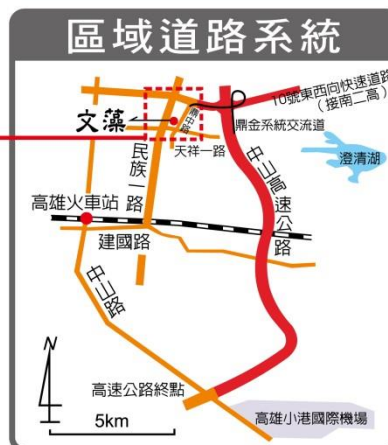 區域道路系統
10號東西向快速道路
(接南二高)
文藻
鼎中路
鼎金系統交流道
天祥一路
民族一路
中山高速公路
澄清湖
高雄火車站
建國路
中山路
N
高速公路終點
5km
高雄小港國際機場